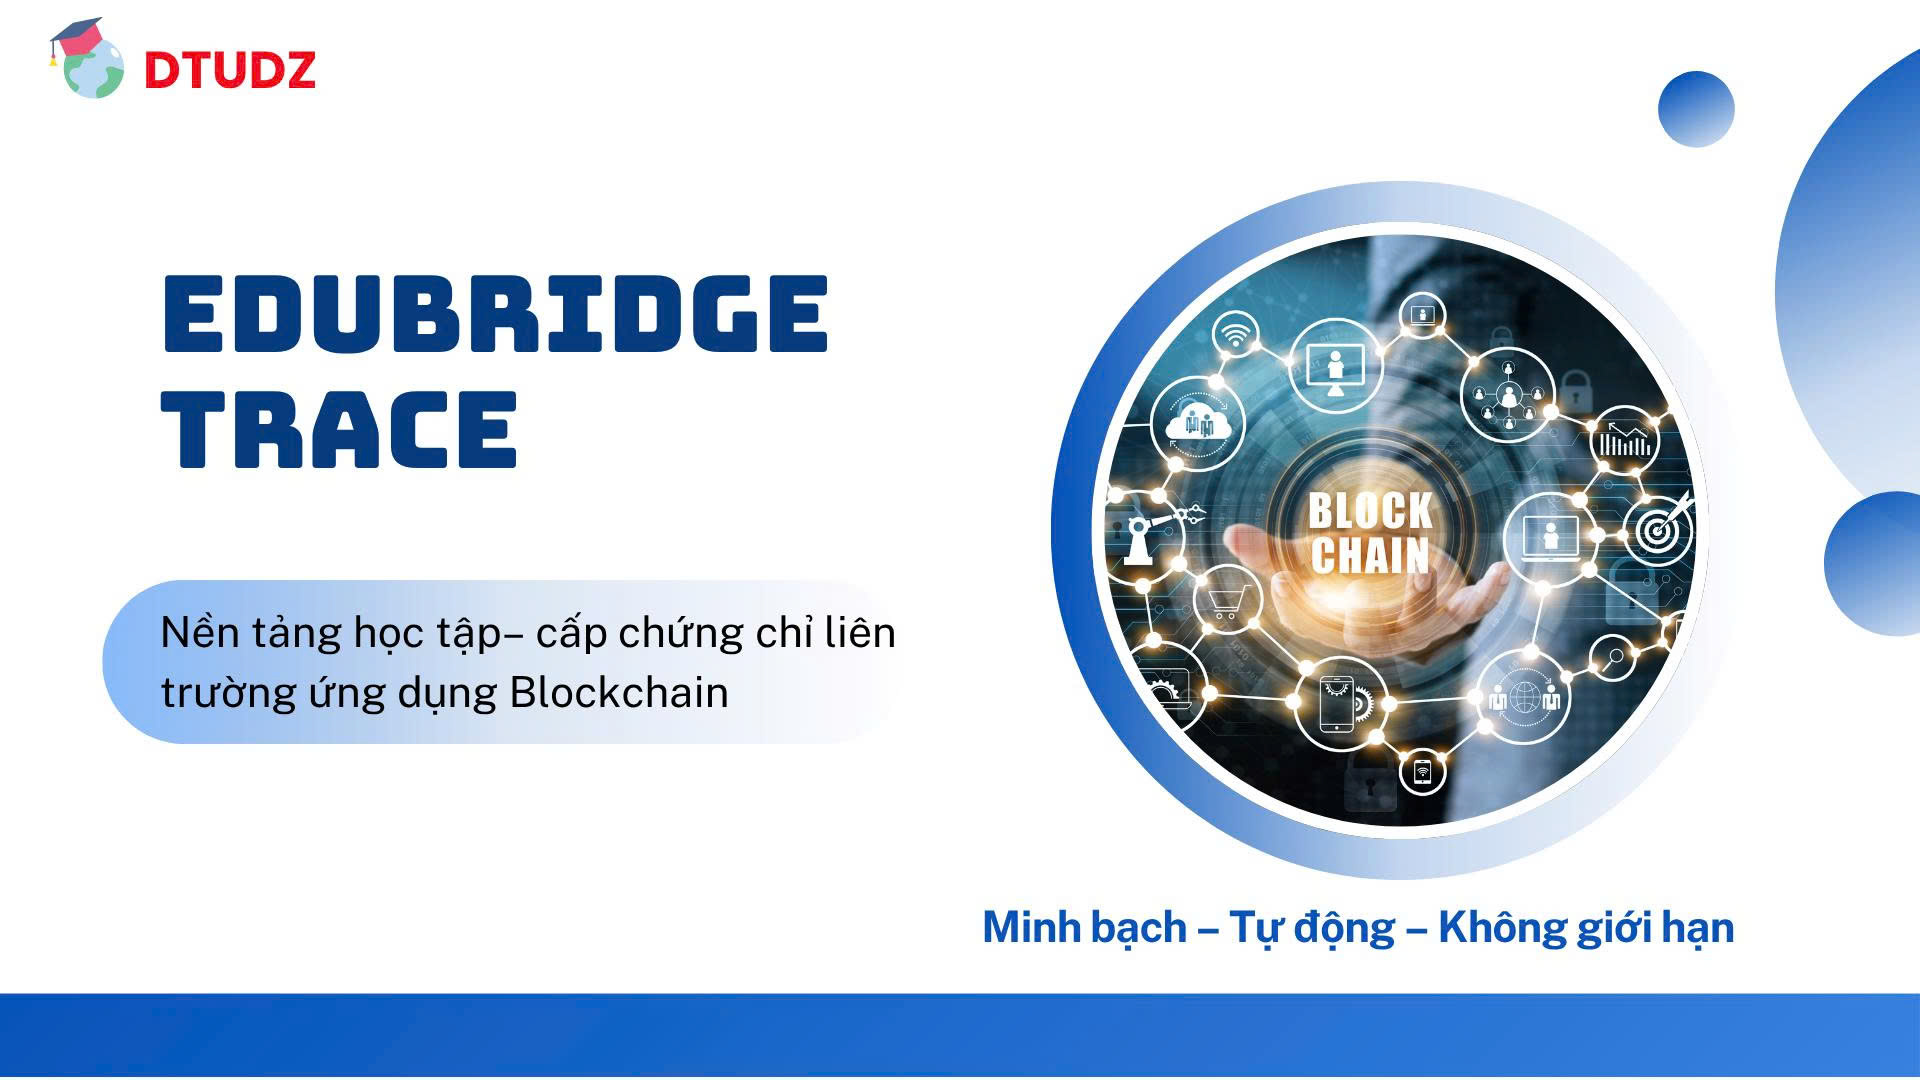 DTUDZ
EDUBRIDGE
TRACE
Nền tảng học tập– cấp chứng chỉ liên
trường ứng dụng Blockchain
BLOCK
CHAIN
Minh bạch – Tự động – Không giới hạn